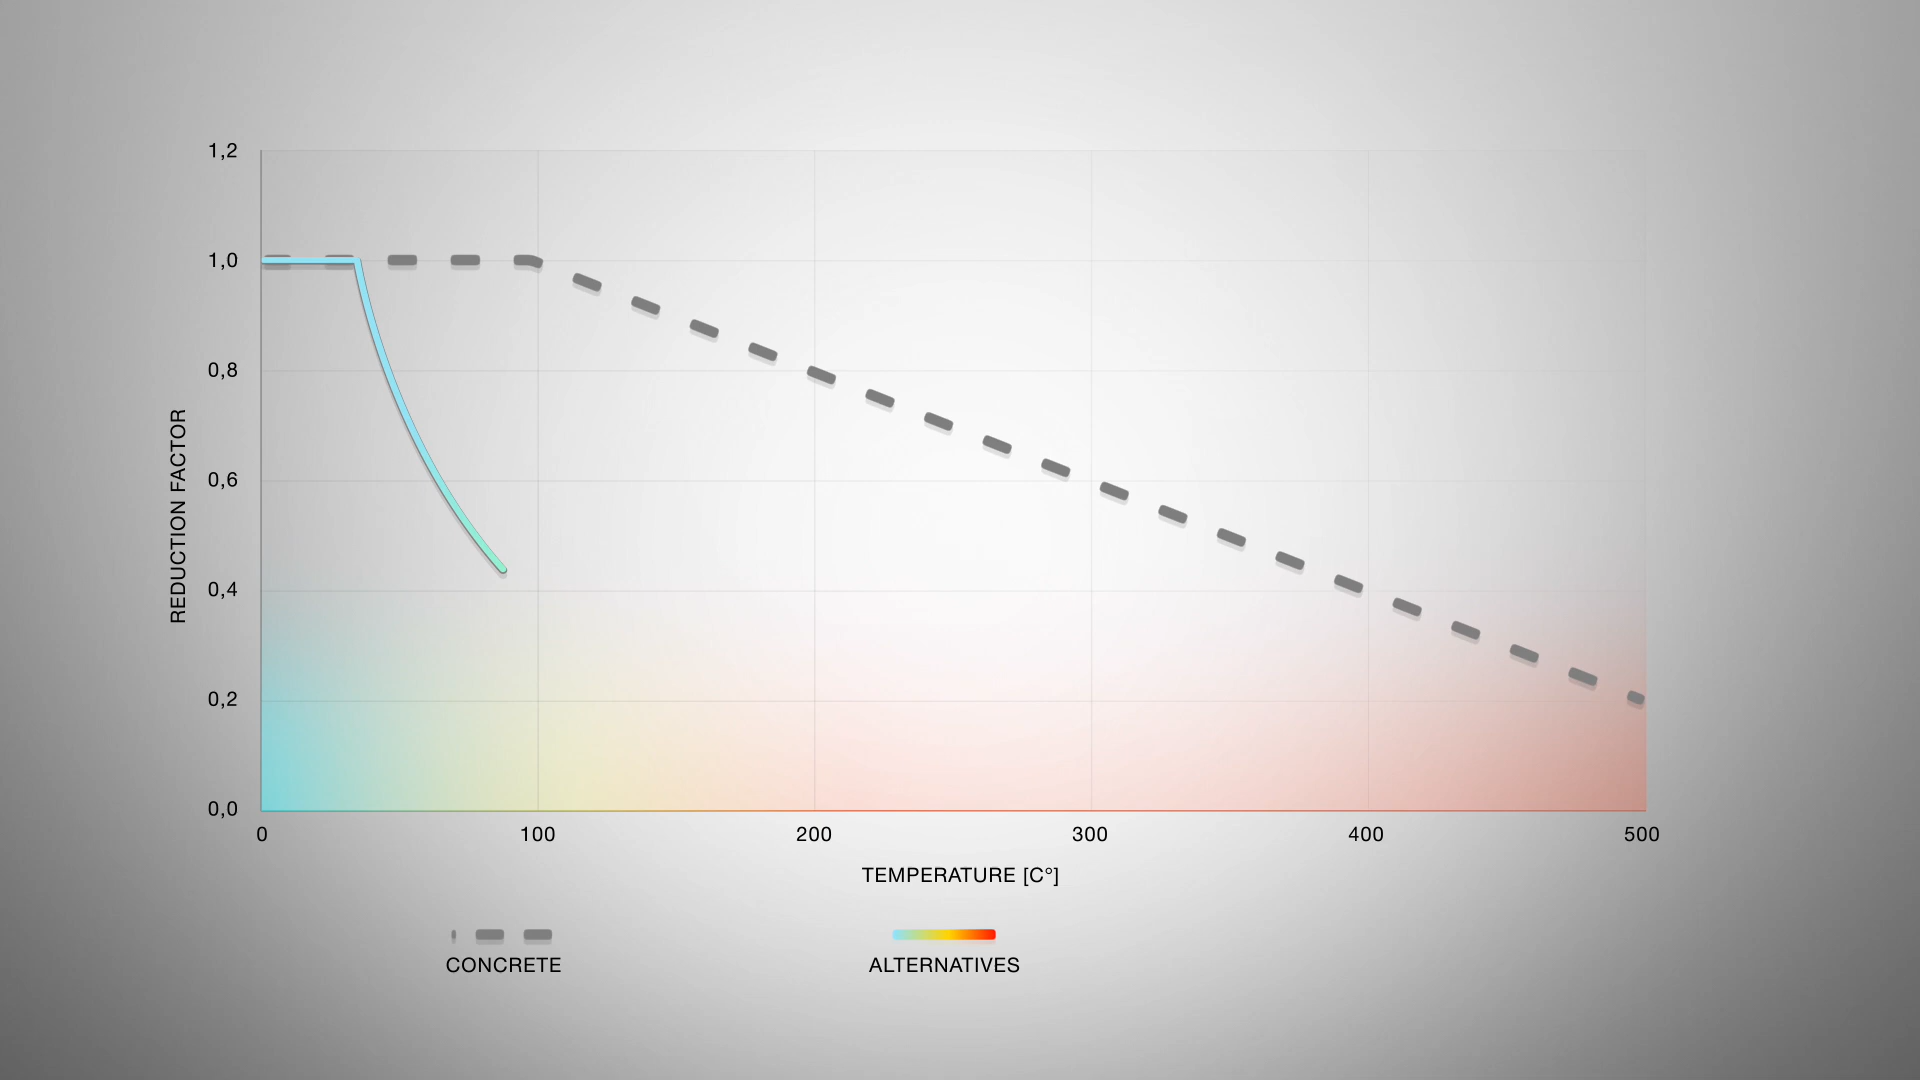 1,2
1,0
0,8
0,6
0,4
0,2
0,0
REDUCTION FACTOR
0 100 200 300 400 500
TEMPERATURE [C°]
CONCRETE
ALTERNATIVES